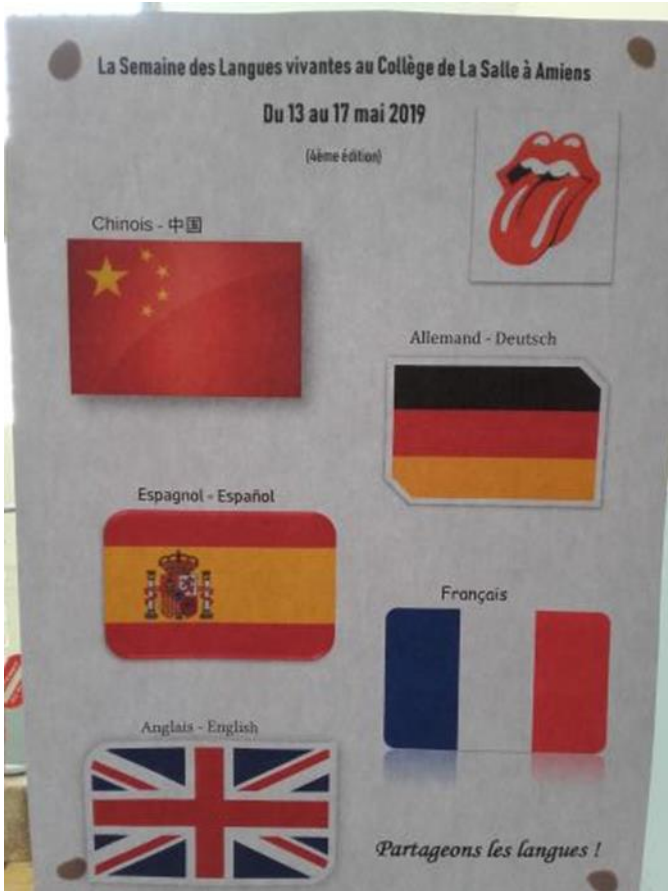 La Semaine des Langues vivantes au Collège de La Salle à Amiens
Du 13 au 17 mai 2019
(4ème édition)
Chinois - 中国
Allemand - Deutsch
Espagnol - Español
Français
Anglais - English
Partageons les langues !